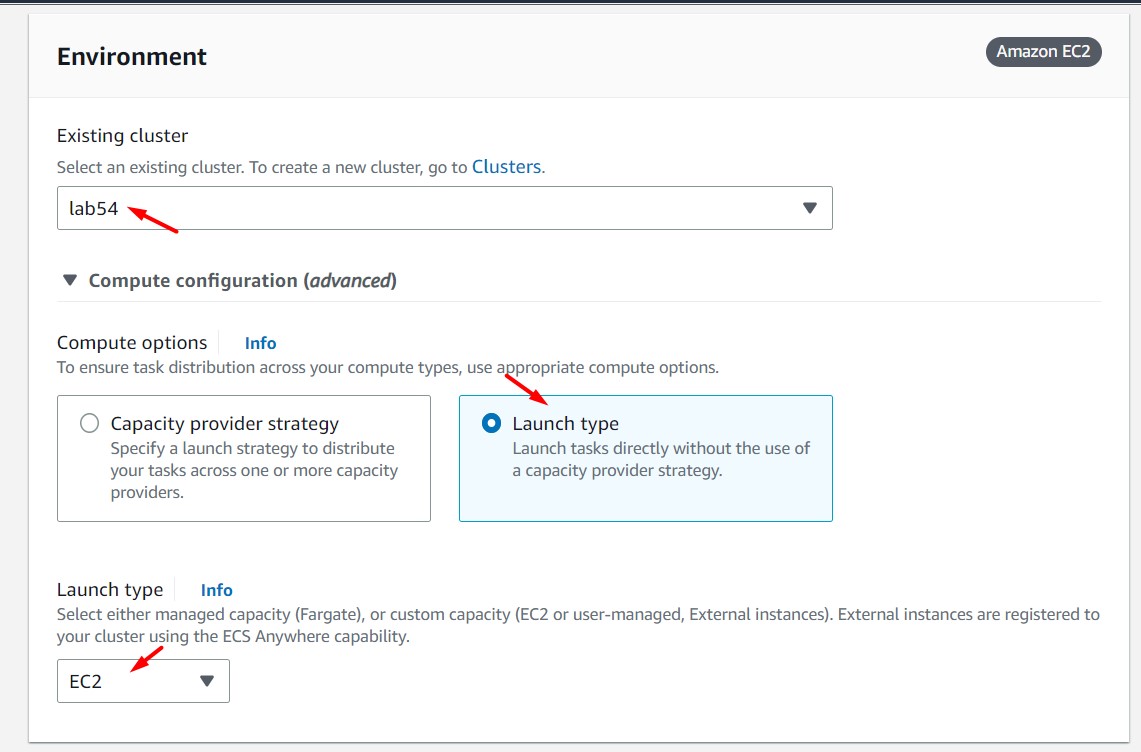 Environment
Amazon EC2
Existing cluster
Select an existing cluster. To create a new cluster, go to Clusters.
lab54
Compute configuration (advanced)
Compute options
Info
To ensure task distribution across your compute types, use appropriate compute options.
Capacity provider strategy
Specify a launch strategy to distribute
your tasks across one or more capacity
providers.
Launch type
Launch tasks directly without the use of
a capacity provider strategy.
Launch type
Info
Select either managed capacity (Fargate), or custom capacity (EC2 or user-managed, External instances). External instances are registered to
your cluster using the ECS Anywhere capability.
EC2